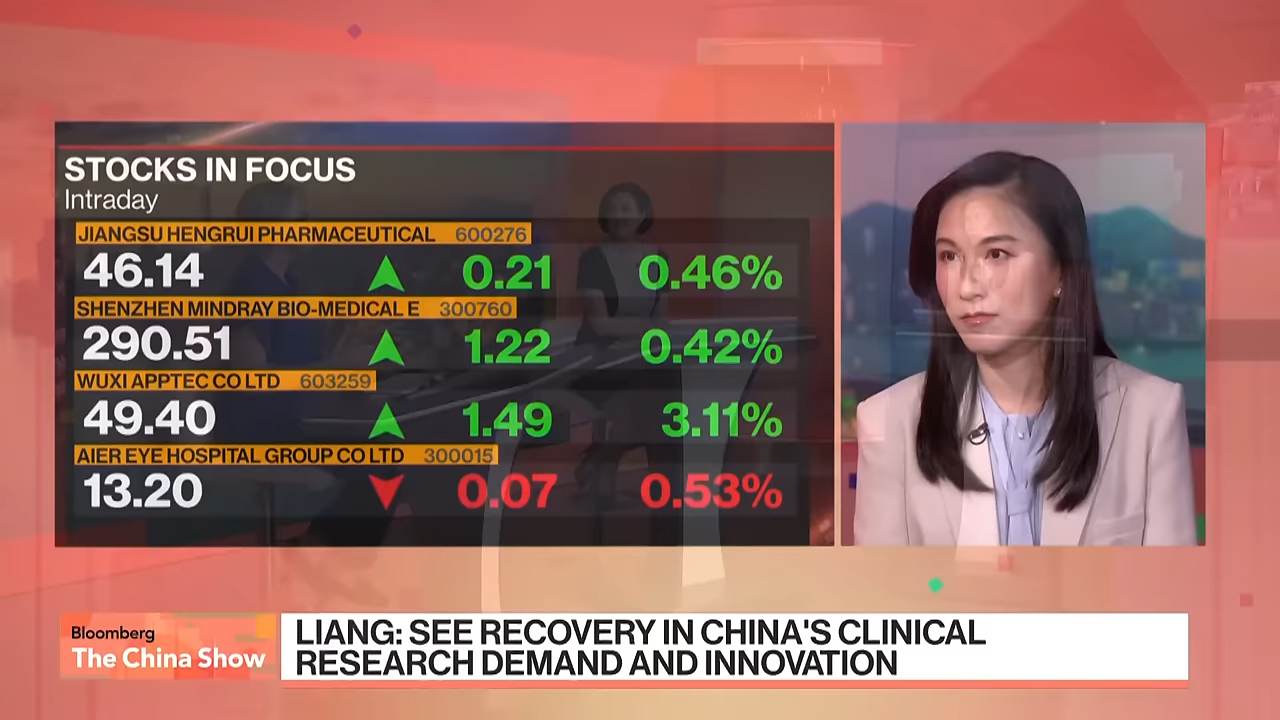 STOCKS IN FOCUS
Intraday
JIANGSU HENGRUI PHARMACEUTICAL 600276
46.14 0.21 0.46%
SHENZHEN MINDRAY BIO-MEDICAL E 300760
290.51 1.22 0.42%
WUXI APPTEC CO LTD 603259
49.40 1.49 3.11%
AIER EYE HOSPITAL GROUP CO LTD 300015
13.20 0.07 0.53%
Bloomberg
The China Show
LIANG: SEE RECOVERY IN CHINA'S CLINICAL
RESEARCH DEMAND AND INNOVATION